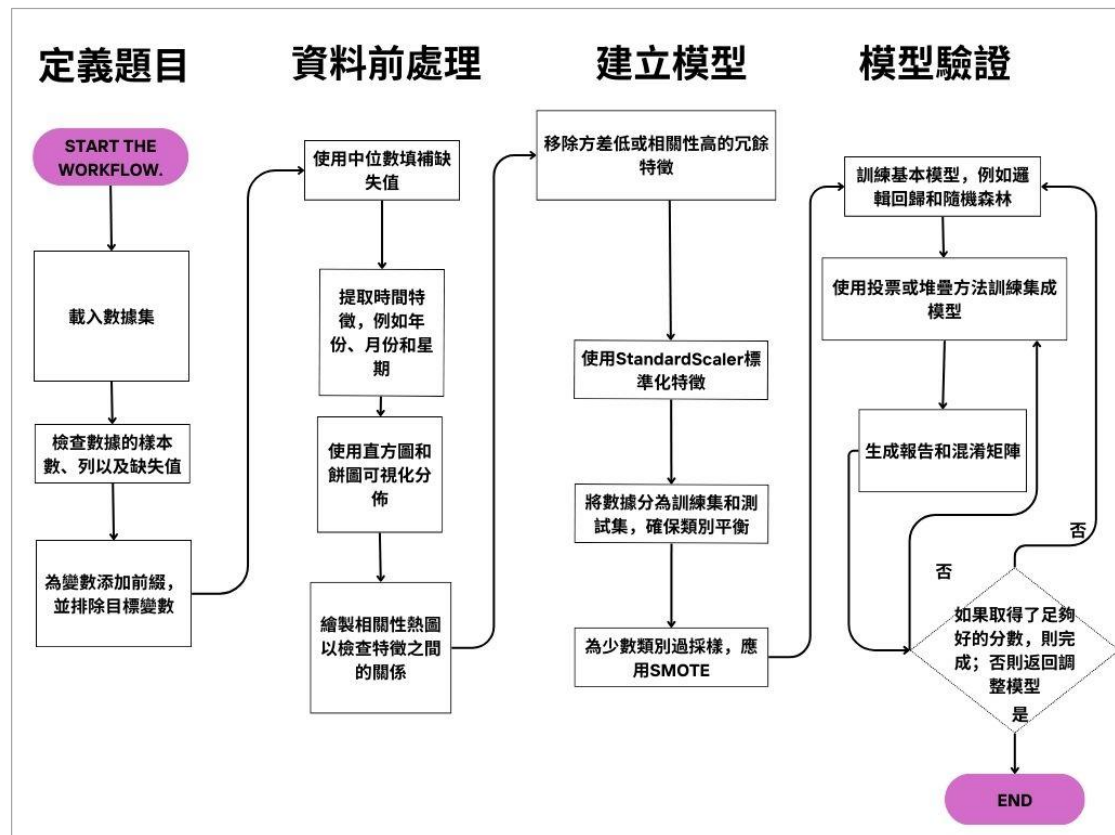 定義題目
START THE
WORKFLOW.
載入數據集
檢查數據的樣本
數、列以及缺失值
為變數添加前綴，
並排除目標變數
資料前處理
使用中位數填補缺
失值
提取時間特
徵，例如年
份、月份和星
期
使用直方圖和
餅圖可視化分
佈
繪製相關性熱圖
以檢查特徵之間
的關係
建立模型
移除方差低或相關性高的冗餘
特徵
使用StandardScaler標
準化特徵
將數據分為訓練集和測
試集，確保類別平衡
為少數類別過採樣，應
用SMOTE
模型驗證
訓練基本模型，例如邏
輯回歸和隨機森林
使用投票或堆疊方法訓練集成
模型
生成報告和混淆矩陣
否
否
如果取得了足夠
好的分數，則完
成；否則返回調
整模型
是
END